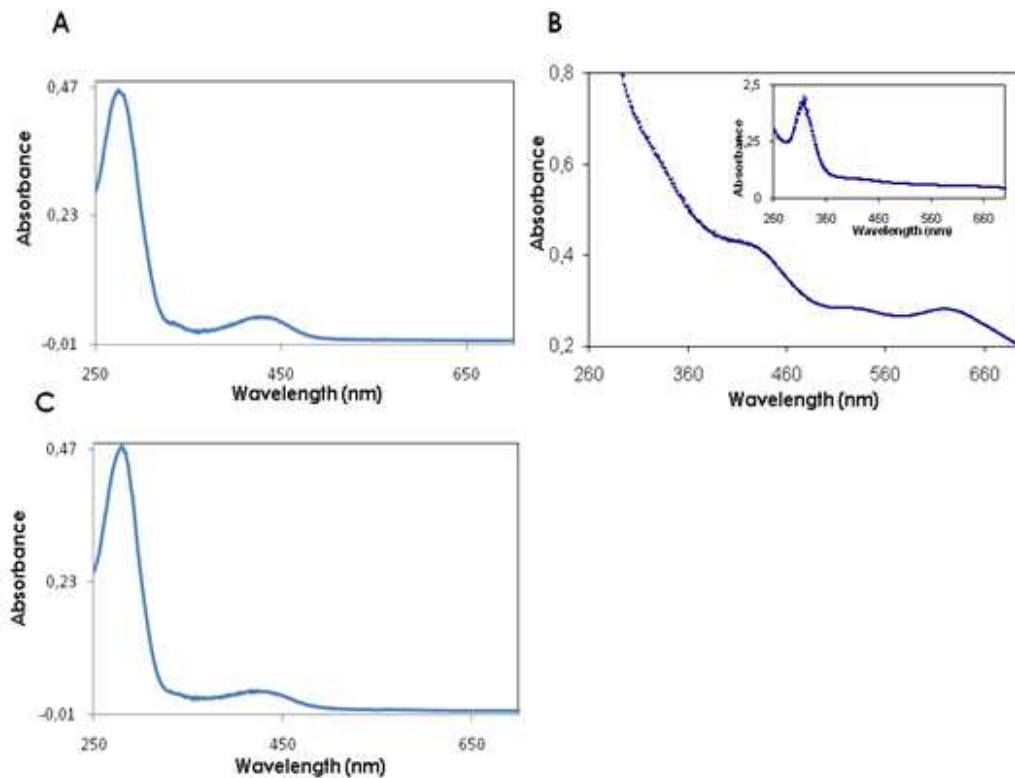 A
0,47
0,23
-0,01
250 450 650
Absorbance
Wavelength (nm)
B
0,8
0,6
0,4
0,2
260 360 460 560 660
Absorbance
Wavelength (nm)
2,5
,25
0
260 360 460 560 660
Absorbance
Wavelength (nm)
C
0,47
0,23
-0,01
250 450 650
Absorbance
Wavelength (nm)